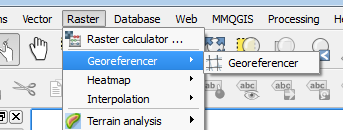 Vector Raster Database Web MMQGIS Processing
Raster calculator ...
Georeferencer Georeferencer
Heatmap
Interpolation
Terrain analysis